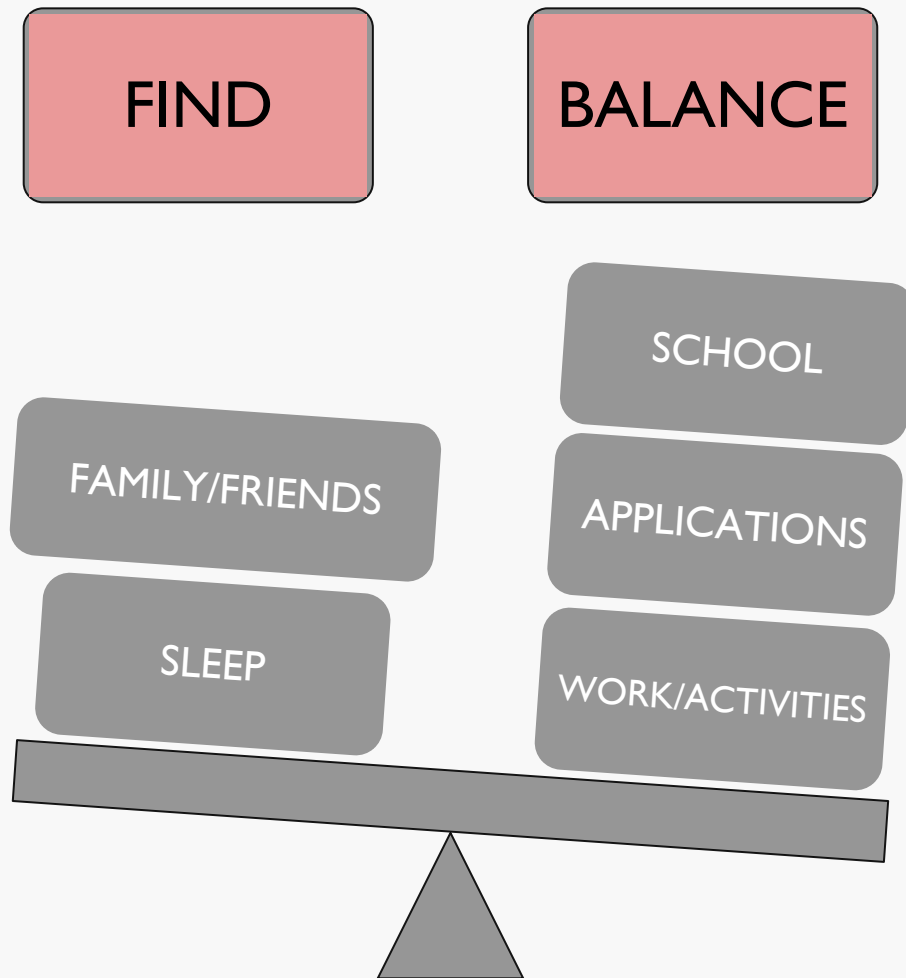 FIND
BALANCE
FAMILY/FRIENDS
SLEEP
SCHOOL
APPLICATIONS
WORK/ACTIVITIES